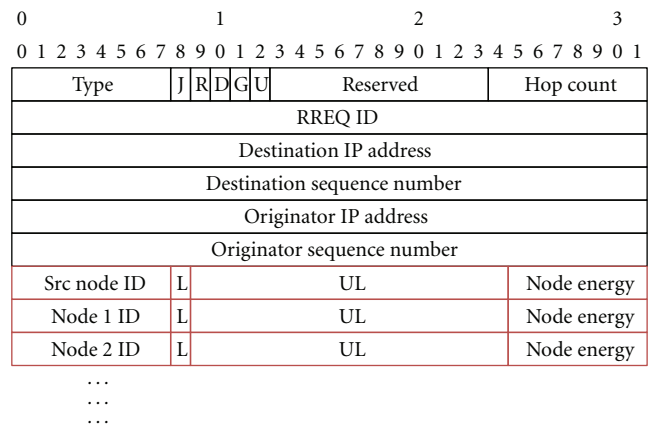 0 1 2 3
0 1 2 3 4 5 6 7 8 9 0 1 2 3 4 5 6 7 8 9 0 1 2 3 4 5 6 7 8 9 0 1
Type J R D G U Reserved Hop count
RREQ ID
Destination IP address
Destination sequence number
Originator IP address
Originator sequence number
Src node ID L UL Node energy
Node 1 ID L UL Node energy
Node 2 ID L UL Node energy
...
...
...